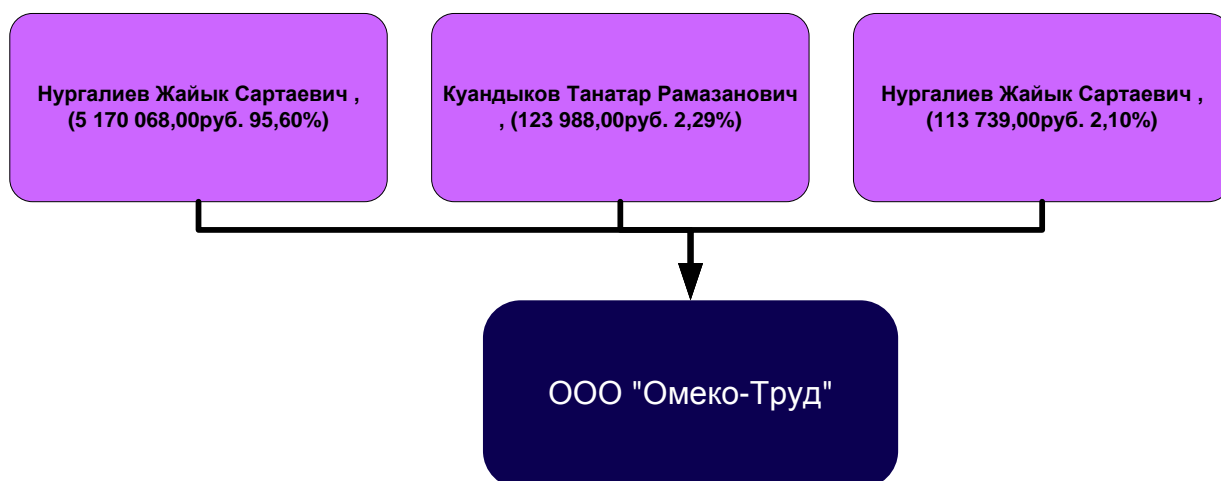 Нургалиев Жайык Сартаевич ,
(5 170 068,00руб. 95,60%)
Куандыков Танатар Рамазанович
, (123 988,00руб. 2,29%)
Нургалиев Жайык Сартаевич ,
(113 739,00руб. 2,10%)
ООО "Омеко-Труд"